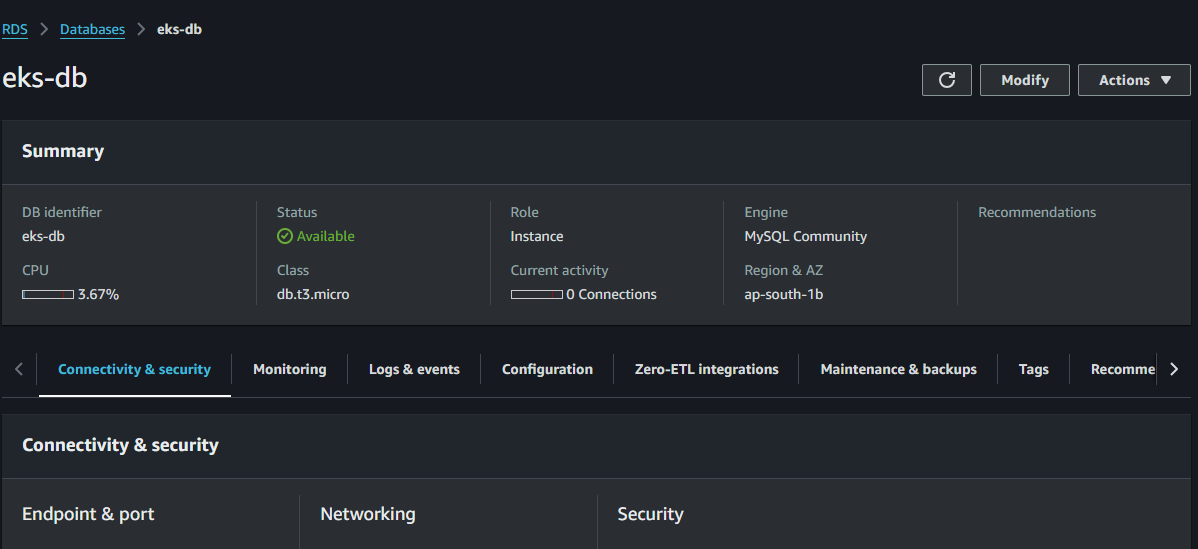 RDS > Databases > eks-db
eks-db
Modify
Actions
Summary
DB identifier
eks-db
Status
Available
Role
Instance
Engine
MySQL Community
Recommendations
CPU
3.67%
Class
db.t3.micro
Current activity
0 Connections
Region & AZ
ap-south-1b
Connectivity & security
Monitoring
Logs & events
Configuration
Zero-ETL integrations
Maintenance & backups
Tags
Recomme
Connectivity & security
Endpoint & port
Networking
Security